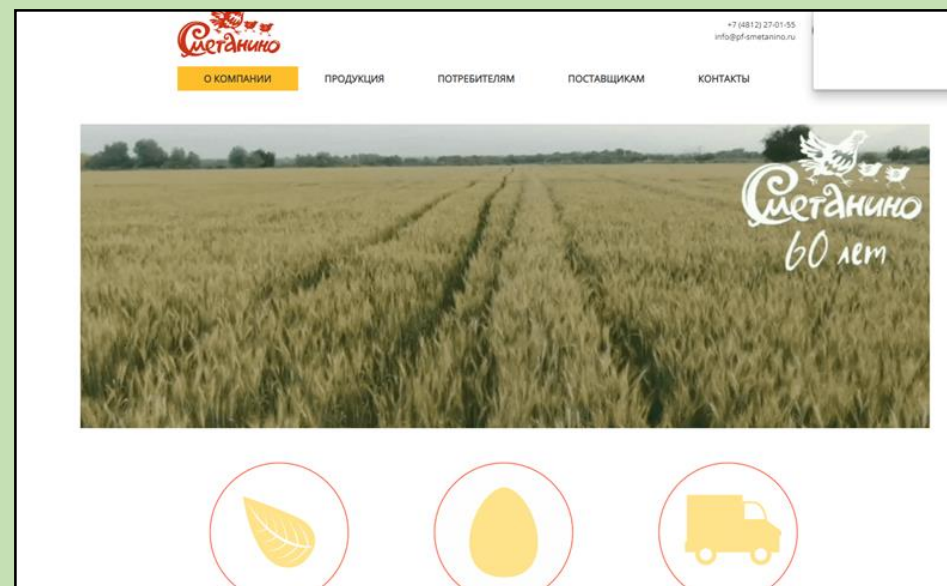 Сметанино
+7 (4812) 27-01-55
info@pf-smetanino.ru
О КОМПАНИИ ПРОДУКЦИЯ ПОТРЕБИТЕЛЯМ ПОСТАВЩИКАМ КОНТАКТЫ
Сметанино
60 лет